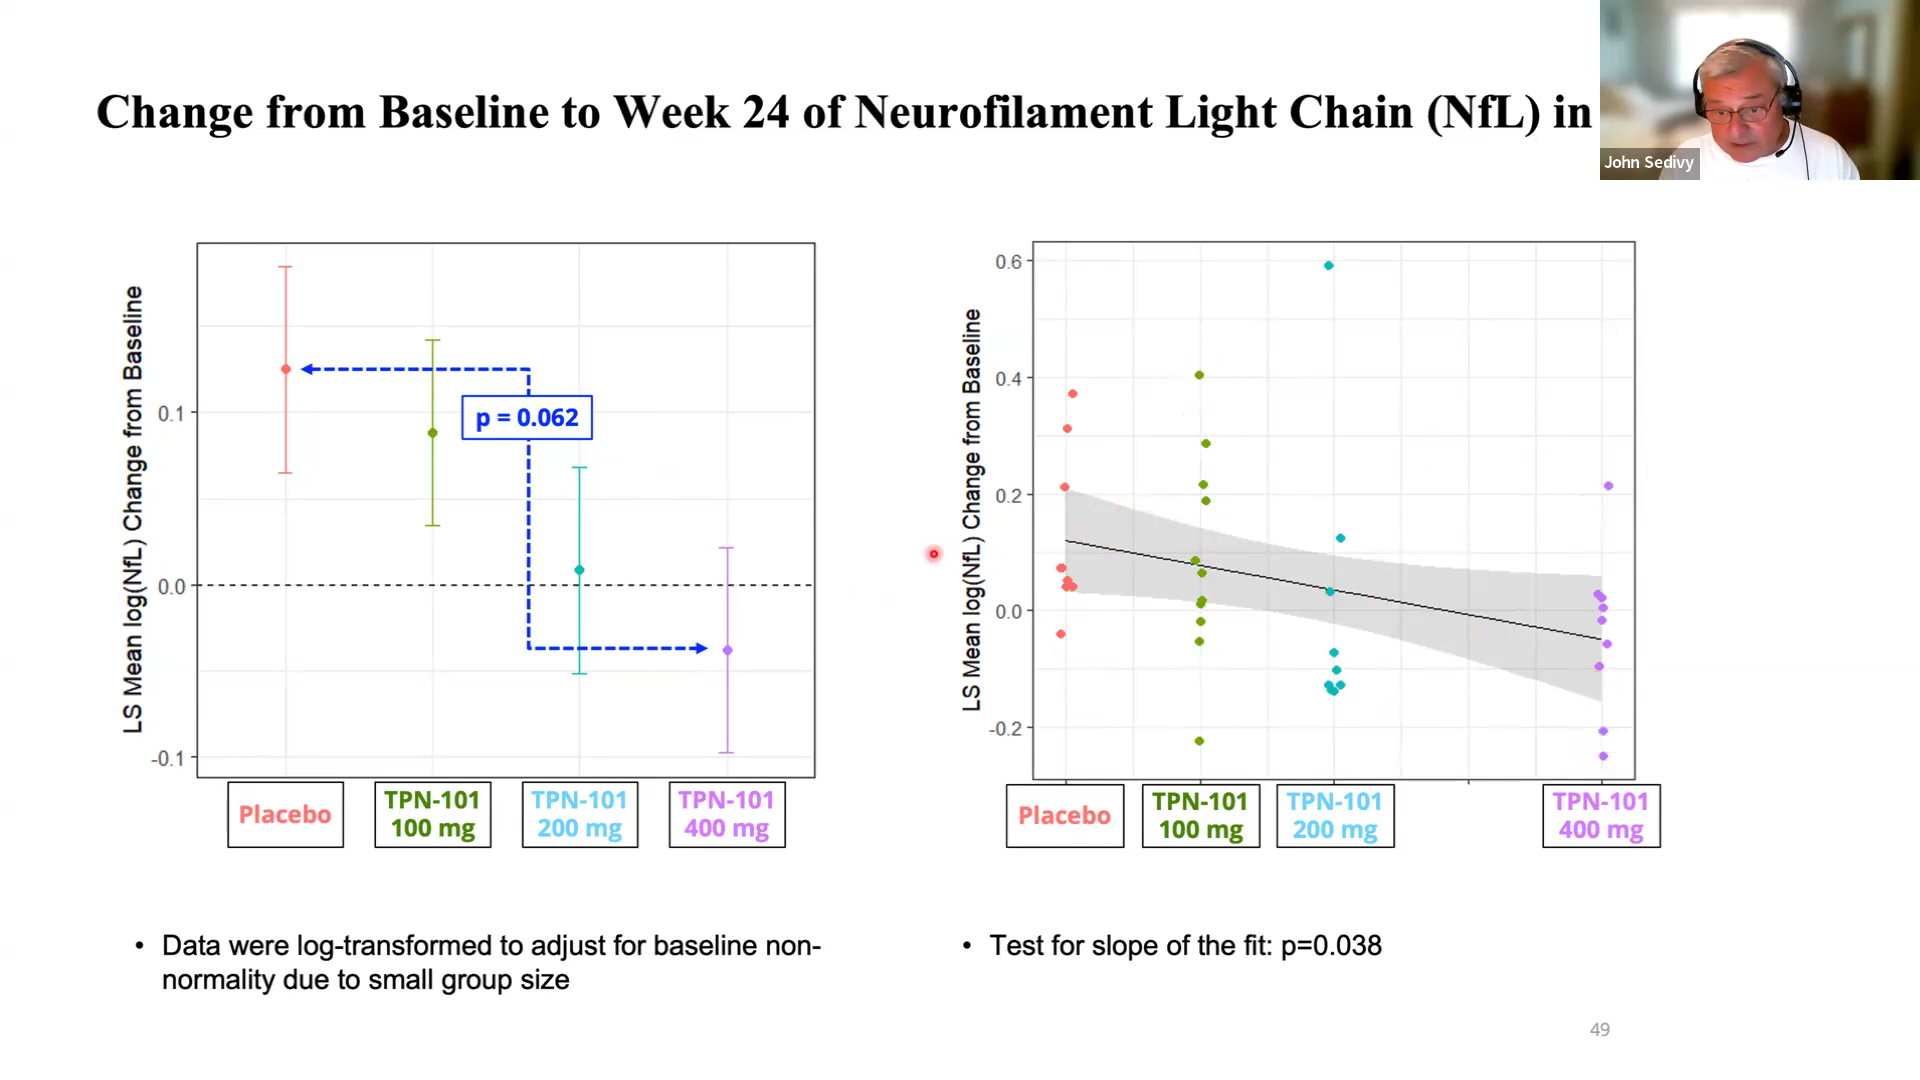 Change from Baseline to Week 24 of Neurofilament Light Chain (NfL) in
John Sedivy
LS Mean log(NfL) Change from Baseline
0.1
0.0
-0.1
p = 0.062
Placebo
TPN-101
100 mg
TPN-101
200 mg
TPN-101
400 mg
LS Mean log(NfL) Change from Baseline
0.6
0.4
0.2
0.0
-0.2
Placebo
TPN-101
100 mg
TPN-101
200 mg
TPN-101
400 mg
• Data were log-transformed to adjust for baseline non-
normality due to small group size
• Test for slope of the fit: p=0.038
49